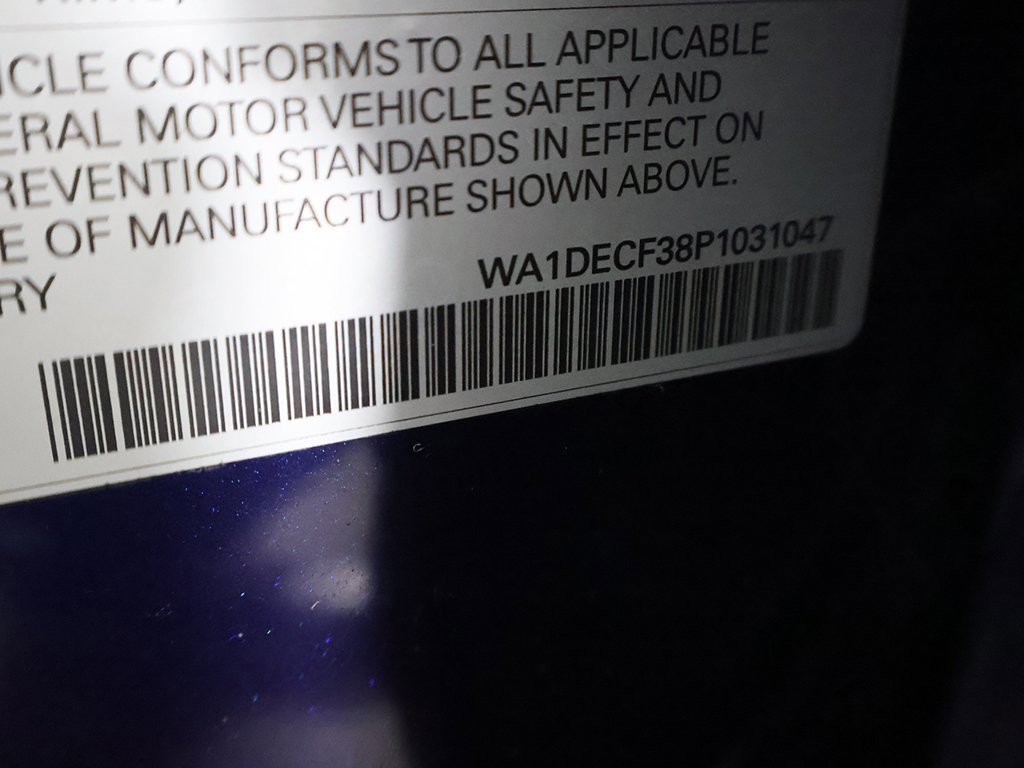 ICLE CONFORMS TO ALL APPLICABLE
ERAL MOTOR VEHICLE SAFETY AND
REVENTION STANDARDS IN EFFECT ON
E OF MANUFACTURE SHOWN ABOVE.
RY
WA1DECF38P1031047